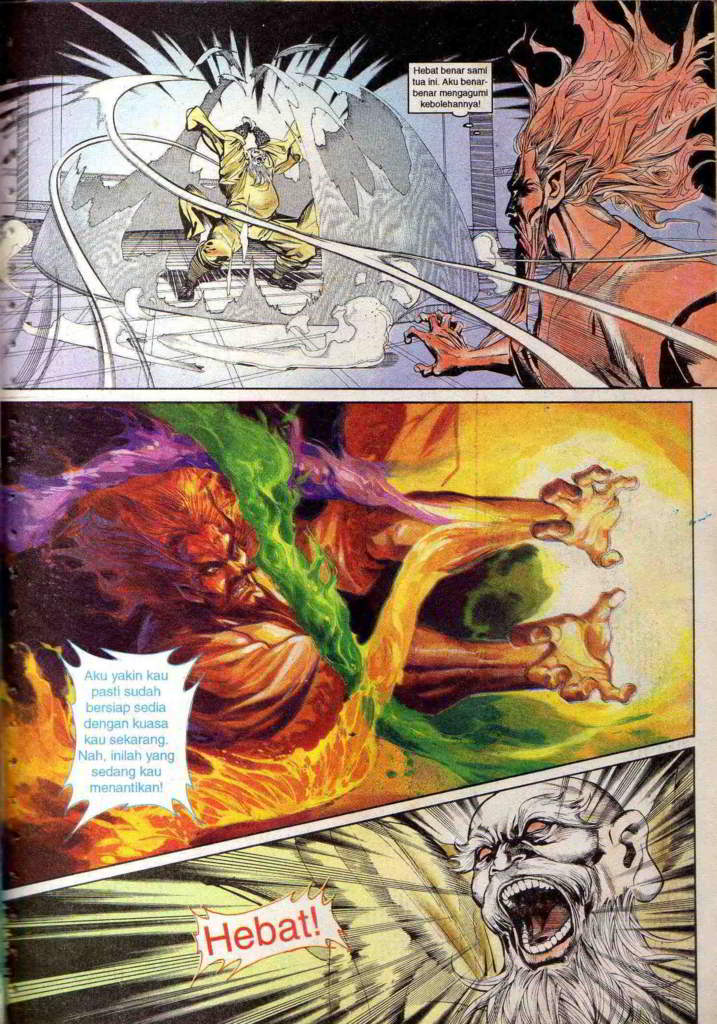 Hebat benar sami
tua ini. Aku benar-
benar mengagumi
kebolehannya!
Aku yakin kau
pasti sudah
bersiap sedia
dengan kuasa
kau sekarang.
Nah, inilah yang
sedang kau
menantikan!
Hebat!